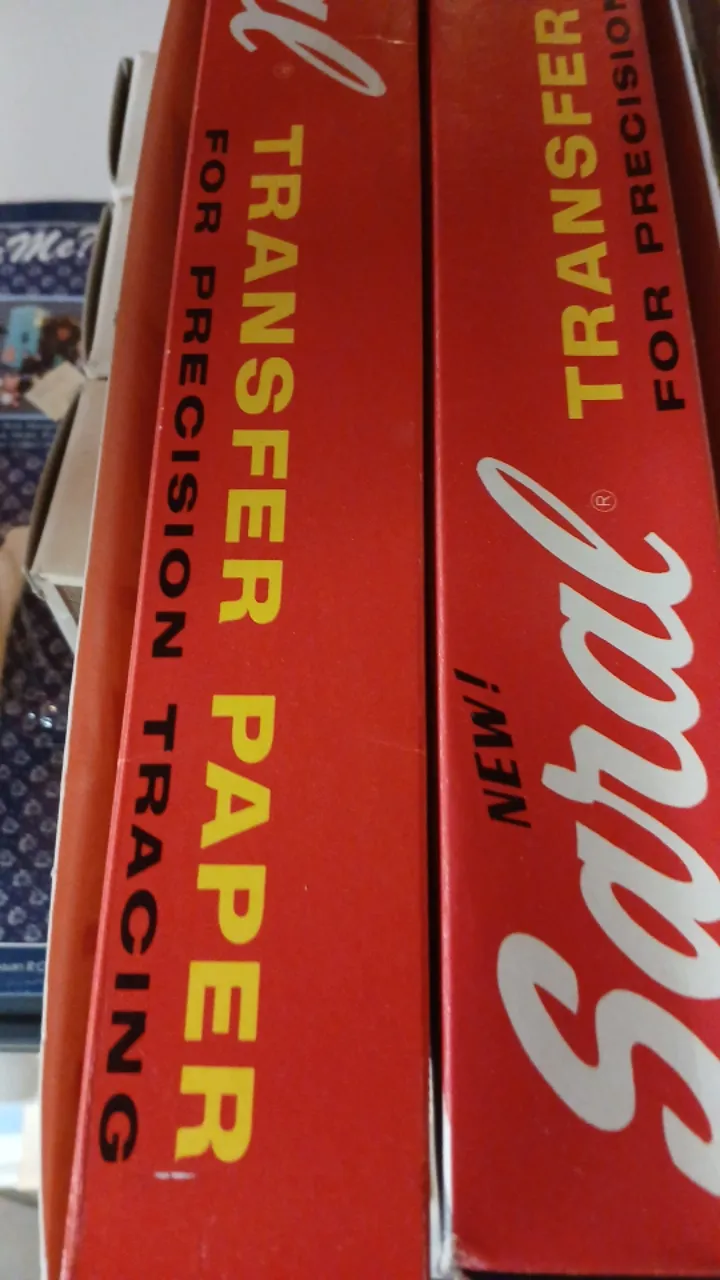 TRANSFER PAPER
FOR PRECISION TRACING
NEW!
Saral®
TRANSFER
FOR PRECISION